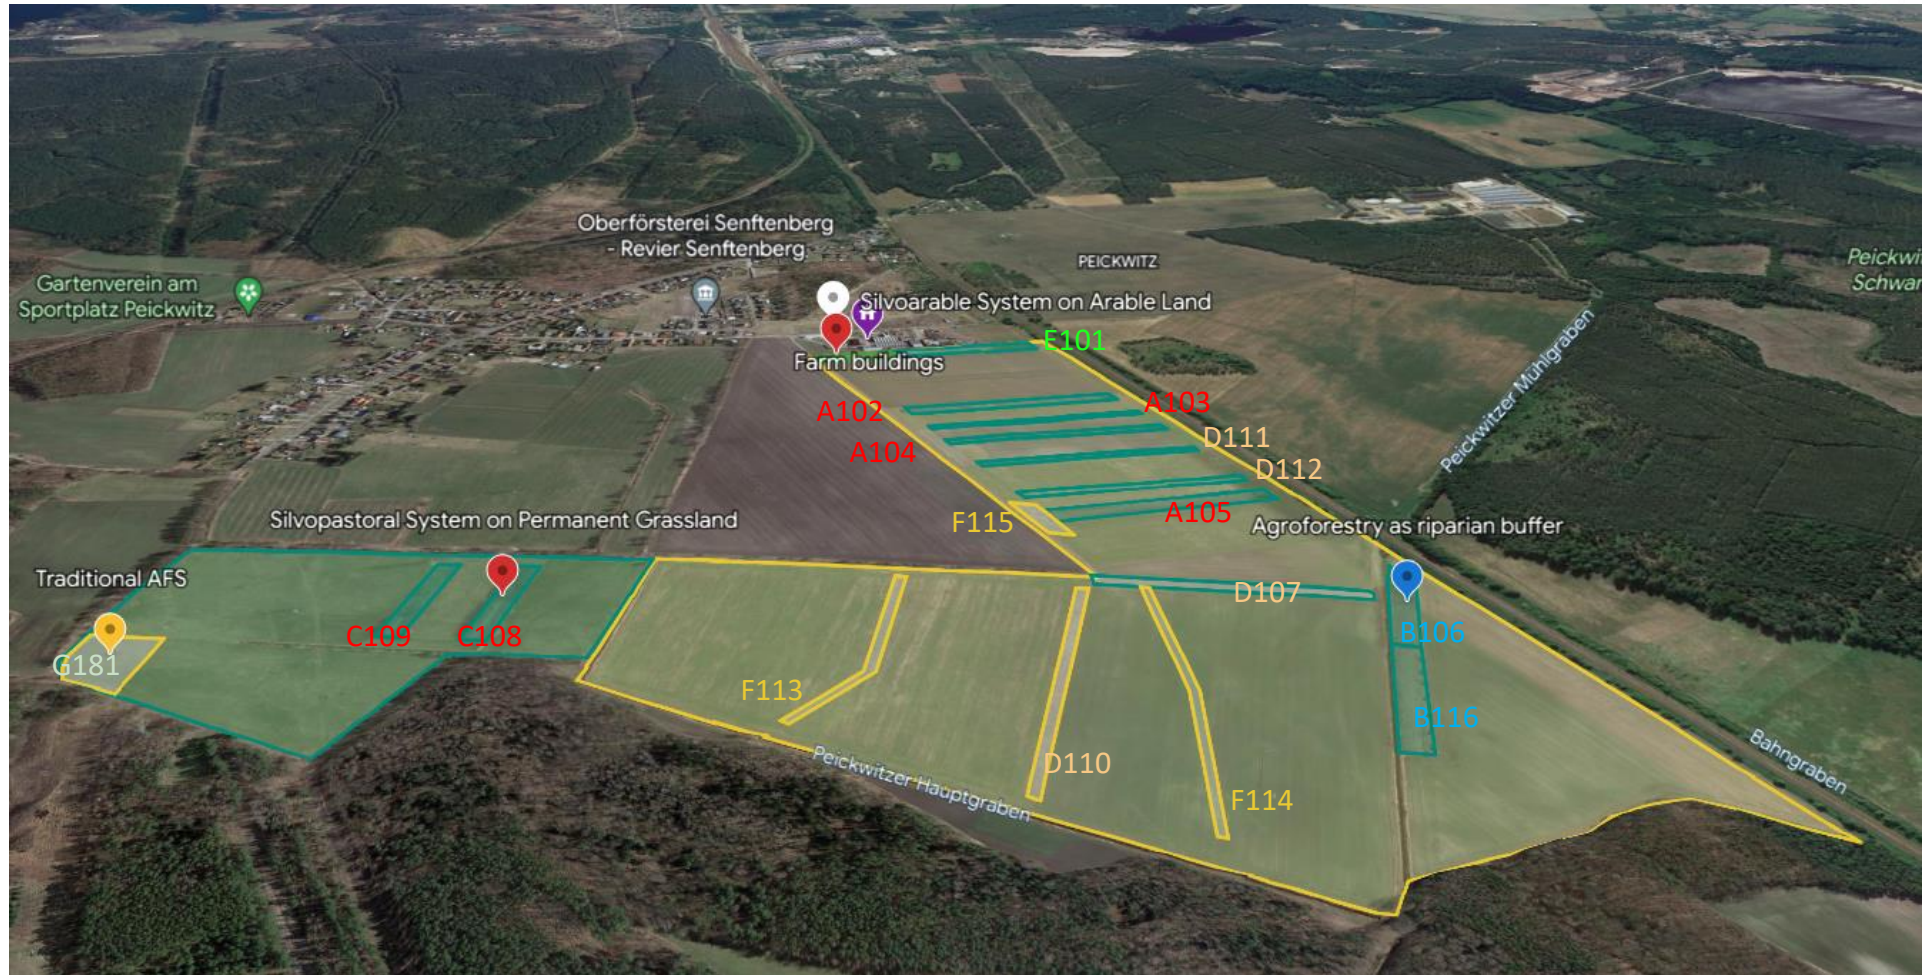 Oberförsterei Senftenberg
- Revier Senftenberg
PEICKWITZ
Gartenverein am
Sportplatz Peickwitz
Silvoarable System on Arable Land
E101
Farm buildings
Peickwitzer Mühlgraben
A102
A103
A104
D111
D112
A105
F115
Silvopastoral System on Permanent Grassland
Agroforestry as riparian buffer
Traditional AFS
D107
C109
C108
B106
G181
F113
B116
D110
F114
Peickwitzer Hauptgraben
Bahngraben